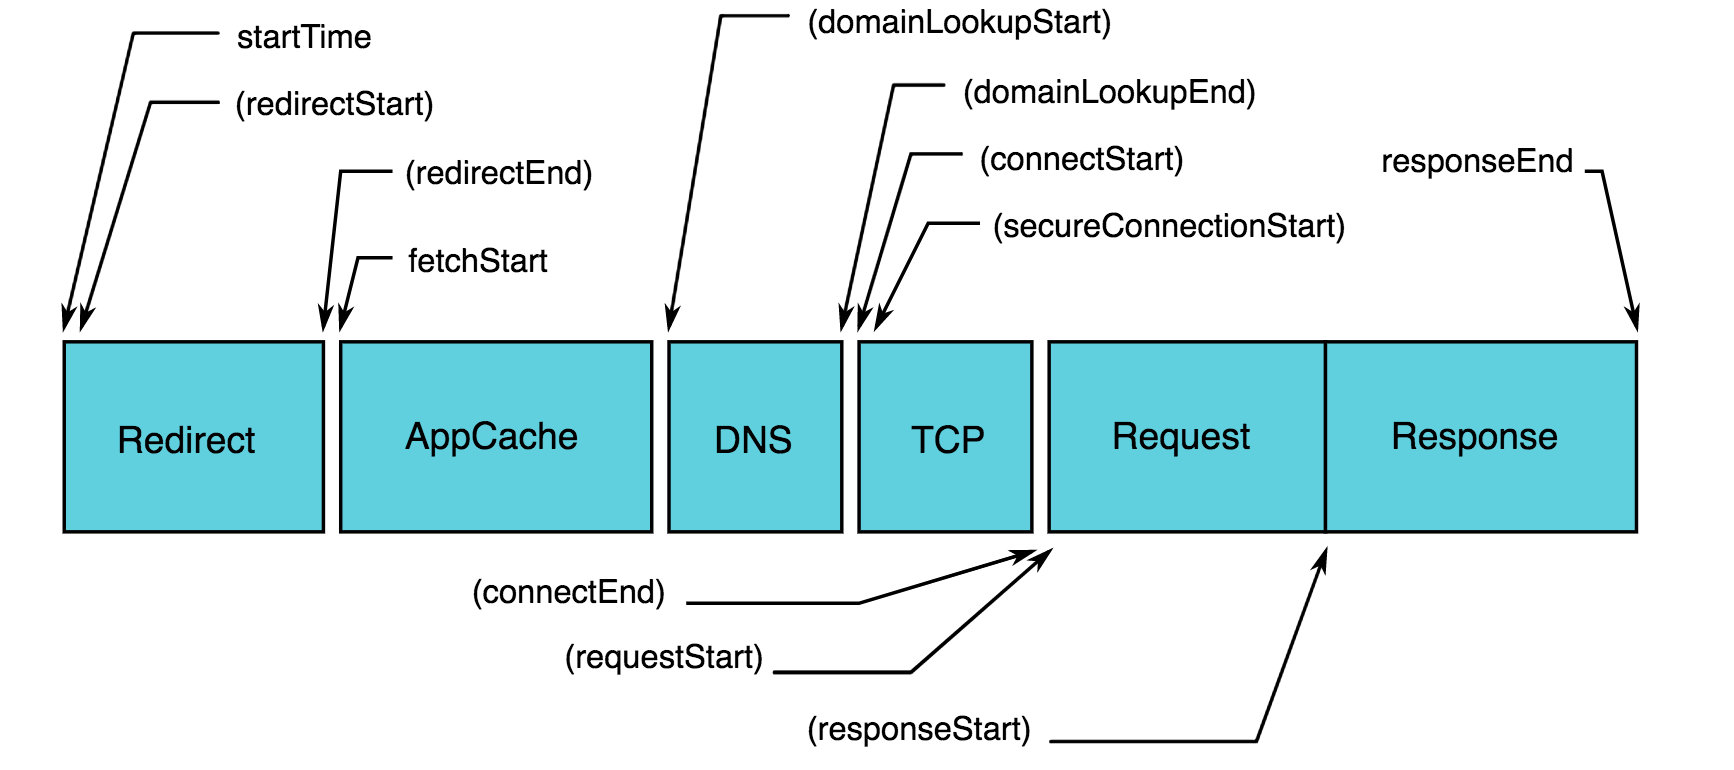 startTime
(redirectStart)
(redirectEnd)
fetchStart
(domainLookupStart)
(domainLookupEnd)
(connectStart)
(secureConnectionStart)
responseEnd
Redirect
AppCache
DNS
TCP
Request
Response
(connectEnd)
(requestStart)
(responseStart)